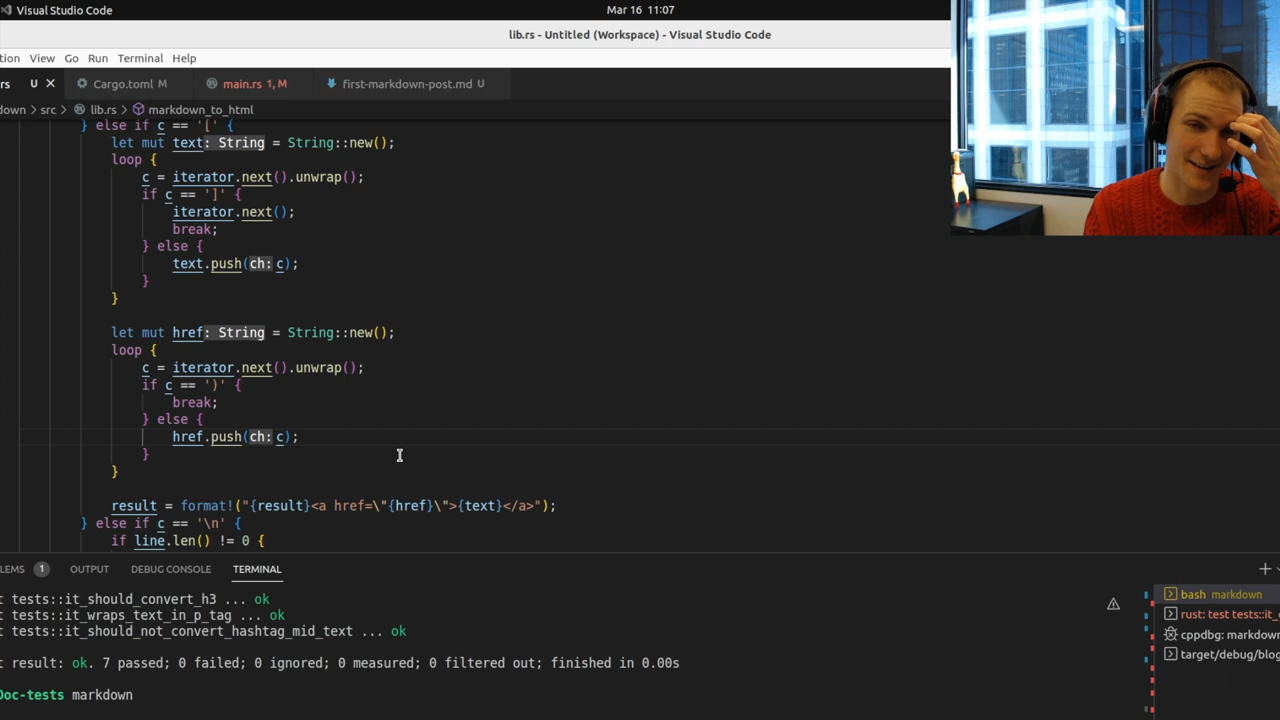 Visual Studio Code
Mar 16 11:07
lib.rs - Untitled (Workspace) - Visual Studio Code
tion View Go Run Terminal Help
rs U Cargo.toml M main.rs 1, M first-markdown-post.md U
down > src > lib.rs > markdown_to_html
} else if c == '[' {
let mut text: String = String::new();
loop {
c = iterator.next().unwrap();
if c == ']' {
iterator.next();
break;
} else {
text.push(ch: c);
}
}
let mut href: String = String::new();
loop {
c = iterator.next().unwrap();
if c == ')' {
break;
} else {
href.push(ch: c);
}
}
result = format!("{result}<a href=\"{href}\">{text}</a>");
} else if c == '\n' {
if line.len() != 0 {
LEMS 1 OUTPUT DEBUG CONSOLE TERMINAL
t tests::it_should_convert_h3 ... ok
t tests::it_wraps_text_in_p_tag ... ok
t tests::it_should_not_convert_hashtag_mid_text ... ok
t result: ok. 7 passed; 0 failed; 0 ignored; 0 measured; 0 filtered out; finished in 0.00s
Doc-tests markdown
bash markdown
rust: test tests::it_
cppdbg: markdow
target/debug/blog